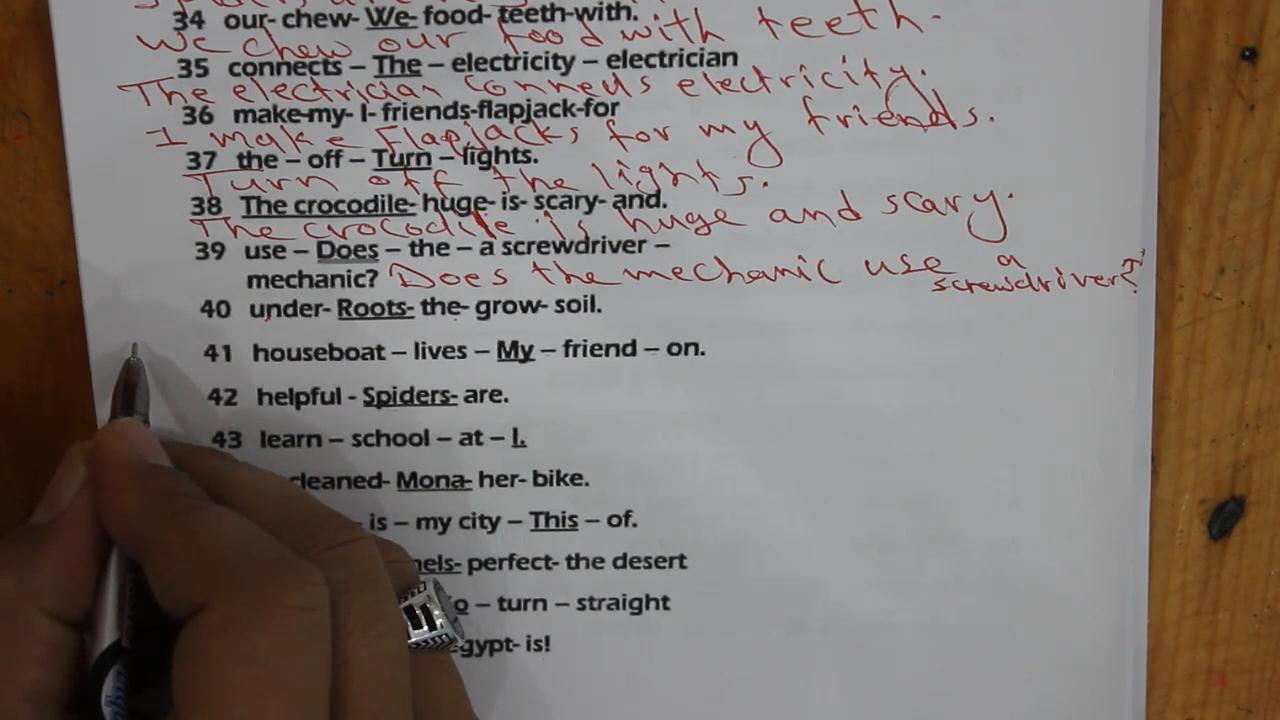 34 our- chew- We- food- teeth-with.
We chew our food with teeth.
35 connects – The – electricity – electrician
The electrician connects electricity.
36 make-my- I- friends-flapjack-for
I make Flapjacks for my friends.
37 the – off – Turn – lights.
Turn off the lights.
38 The crocodile- huge- is- scary- and.
The crocodile is huge and scary.
39 use – Does – the – a screwdriver –
mechanic? Does the mechanic use a
screwdriver?
40 under- Roots- the- grow- soil.
41 houseboat – lives – My – friend – on.
42 helpful - Spiders- are.
43 learn – school – at – I.
cleaned- Mona- her- bike.
is – my city – This – of.
perfect- the desert
– turn – straight
is!